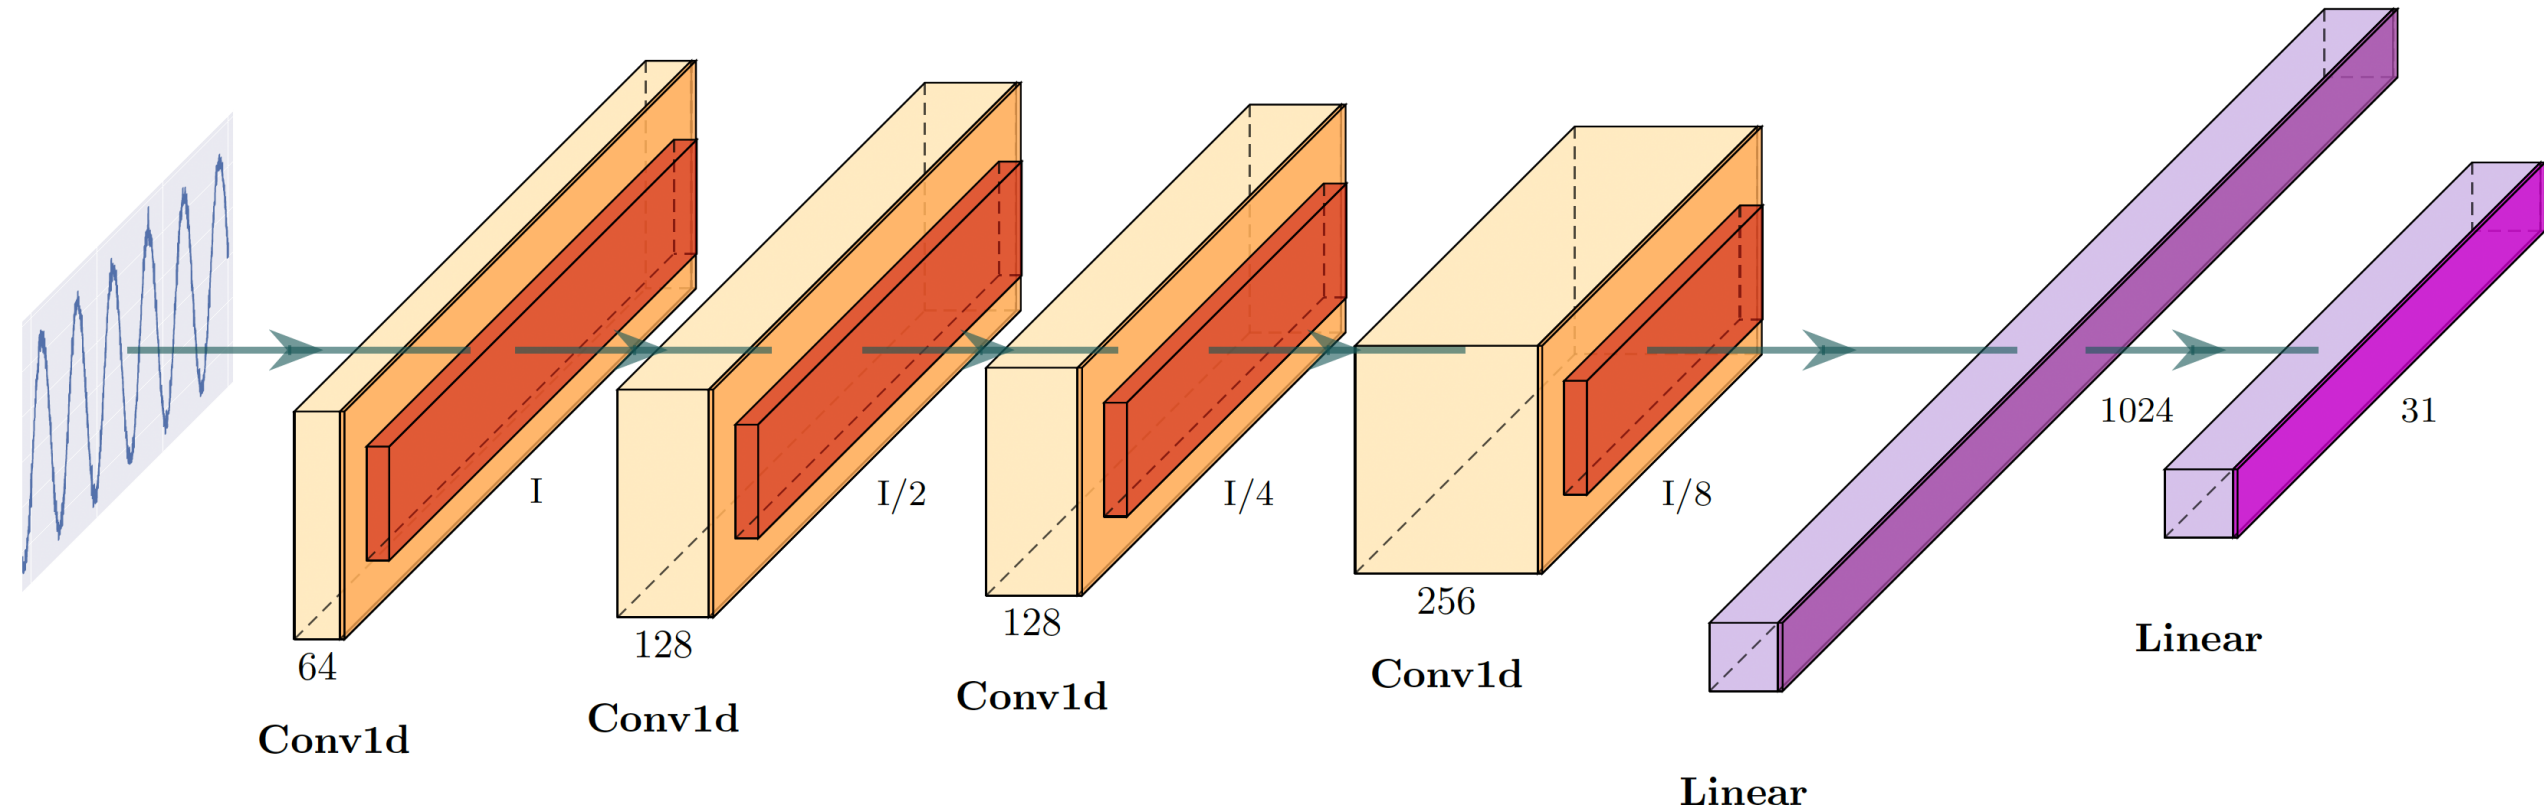 64
I
Conv1d
128
I/2
Conv1d
128
I/4
Conv1d
256
I/8
Conv1d
1024
Linear
31
Linear